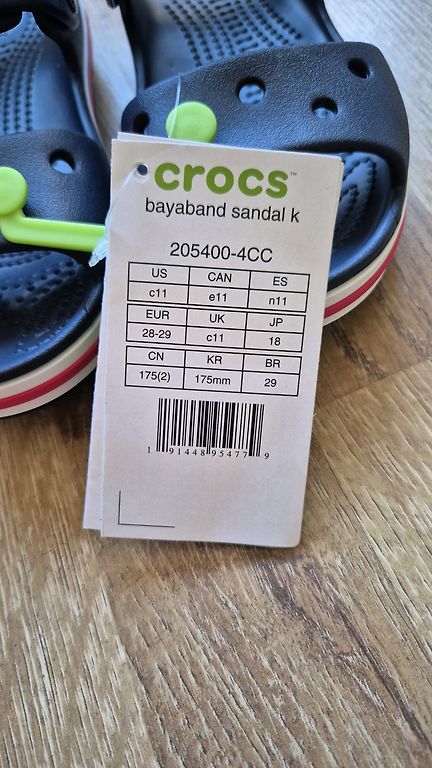 crocs™
bayaband sandal k
205400-4CC
US CAN ES
c11 e11 n11
EUR UK JP
28-29 c11 18
CN KR BR
175(2) 175mm 29
1 91448 95477 9